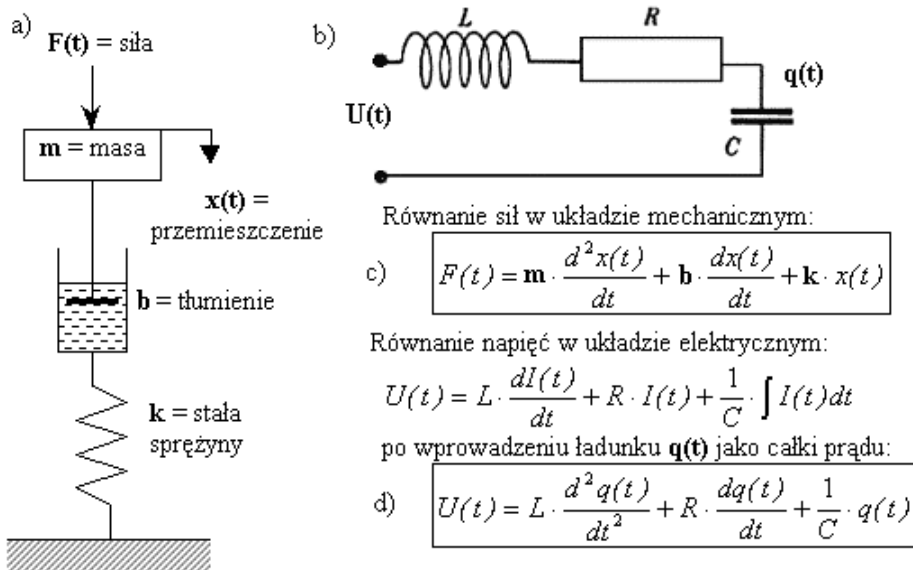 a)
F(t) = siła
m = masa
x(t) =
przemieszczenie
b = tłumienie
k = stała
sprężyny
b)
L
R
q(t)
U(t)
C
Równanie sił w układzie mechanicznym:
c) F(t) = m · d²x(t)/dt + b · dx(t)/dt + k · x(t)
Równanie napięć w układzie elektrycznym:
U(t) = L · dI(t)/dt + R · I(t) + 1/C · ∫ I(t)dt
po wprowadzeniu ładunku q(t) jako całki prądu:
d) U(t) = L · d²q(t)/dt² + R · dq(t)/dt + 1/C · q(t)